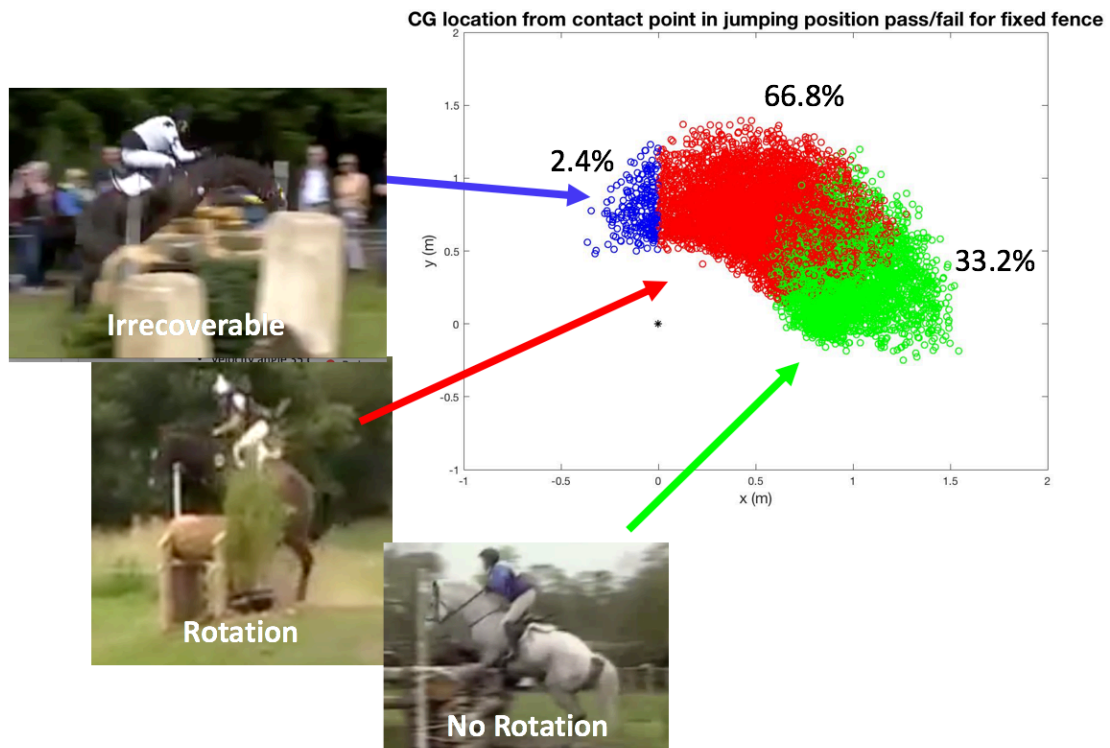 CG location from contact point in jumping position pass/fail for fixed fence
2
1.5
1
0.5
0
-0.5
-1
y (m)
-1
-0.5
0
0.5
1
1.5
2
x (m)
66.8%
2.4%
33.2%
Irrecoverable
Rotation
No Rotation